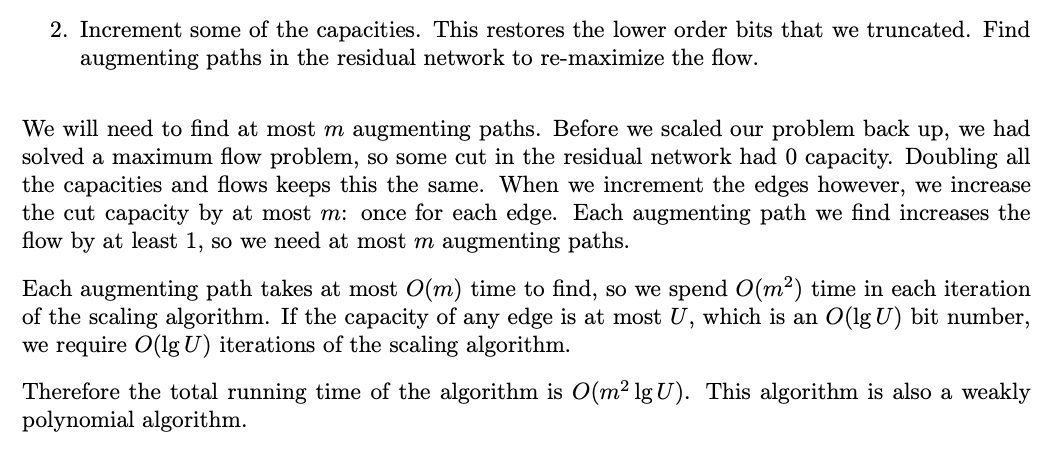 2. Increment some of the capacities. This restores the lower order bits that we truncated. Find
augmenting paths in the residual network to re-maximize the flow.
We will need to find at most m augmenting paths. Before we scaled our problem back up, we had
solved a maximum flow problem, so some cut in the residual network had 0 capacity. Doubling all
the capacities and flows keeps this the same. When we increment the edges however, we increase
the cut capacity by at most m: once for each edge. Each augmenting path we find increases the
flow by at least 1, so we need at most m augmenting paths.
Each augmenting path takes at most O(m) time to find, so we spend O(m²) time in each iteration
of the scaling algorithm. If the capacity of any edge is at most U, which is an O(lg U) bit number,
we require O(lg U) iterations of the scaling algorithm.
Therefore the total running time of the algorithm is O(m² lg U). This algorithm is also a weakly
polynomial algorithm.